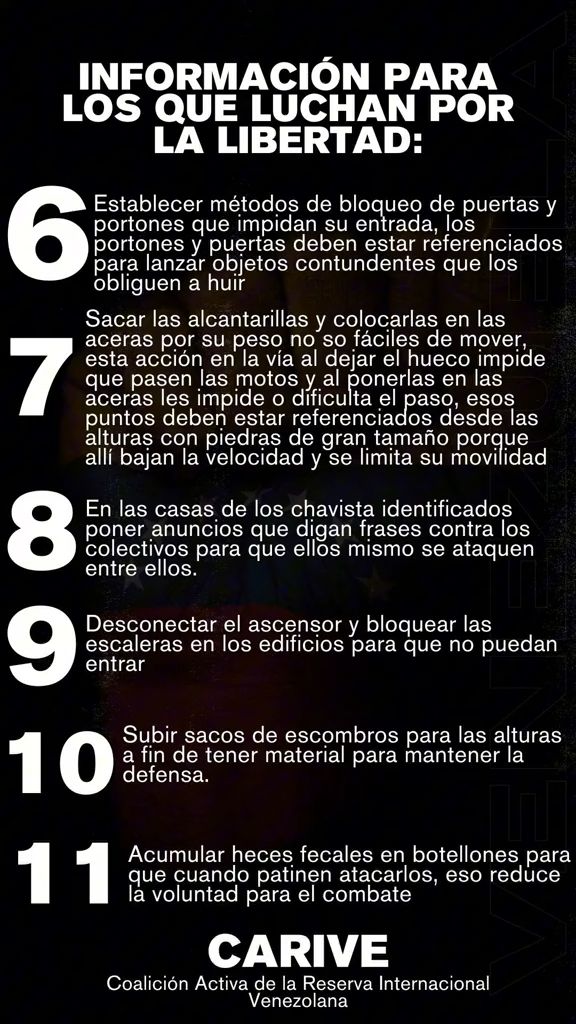 INFORMACIÓN PARA
LOS QUE LUCHAN POR
LA LIBERTAD:
6
Establecer métodos de bloqueo de puertas y
portones que impidan su entrada, los
portones y puertas deben estar referenciados
para lanzar objetos contundentes que los
obliguen a huir
7
Sacar las alcantarillas y colocarlas en las
aceras por su peso no so fáciles de mover,
esta acción en la vía al dejar el hueco impide
que pasen las motos y al ponerlas en las
aceras les impide o dificulta el paso, esos
puntos deben estar referenciados desde las
alturas con piedras de gran tamaño porque
allí bajan la velocidad y se limita su movilidad
8
En las casas de los chavista identificados
poner anuncios que digan frases contra los
colectivos para que ellos mismo se ataquen
entre ellos.
9
Desconectar el ascensor y bloquear las
escaleras en los edificios para que no puedan
entrar
10
Subir sacos de escombros para las alturas
a fin de tener material para mantener la
defensa.
11
Acumular heces fecales en botellones para
que cuando patinen atacarlos, eso reduce
la voluntad para el combate
CARIVE
Coalición Activa de la Reserva Internacional
Venezolana
VENEZUELA